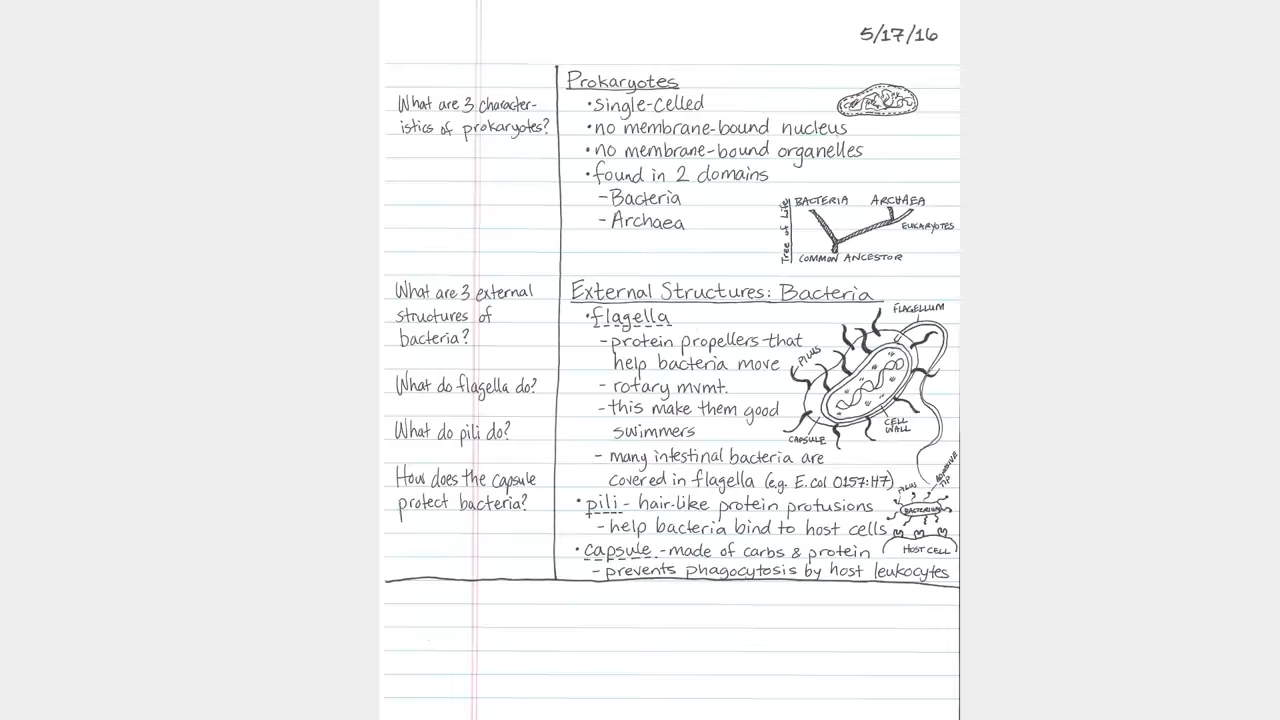 5/17/16
Prokaryotes
What are 3 character-
istics of prokaryotes?
•single-celled
•no membrane-bound nucleus
•no membrane-bound organelles
•found in 2 domains
-Bacteria
-Archaea
Tree of Life
BACTERIA ARCHAEA
EUKARYOTES
COMMON ANCESTOR
What are 3 external
structures of
bacteria?
What do flagella do?
What do pili do?
How does the capsule
protect bacteria?
External Structures: Bacteria
•flagella
-protein propellers that
help bacteria move
- rotary mvmt.
-this make them good
swimmers
- many intestinal bacteria are
covered in flagella (e.g. E.coli O157:H7)
•pili - hair-like protein protusions
-help bacteria bind to host cells
•capsule -made of carbs & protein
-prevents phagocytosis by host leukocytes
FLAGELLUM
PILUS
CELL
WALL
CAPSULE
PILUS
ADHESIVE
TIP
BACTERIUM
HOST CELL